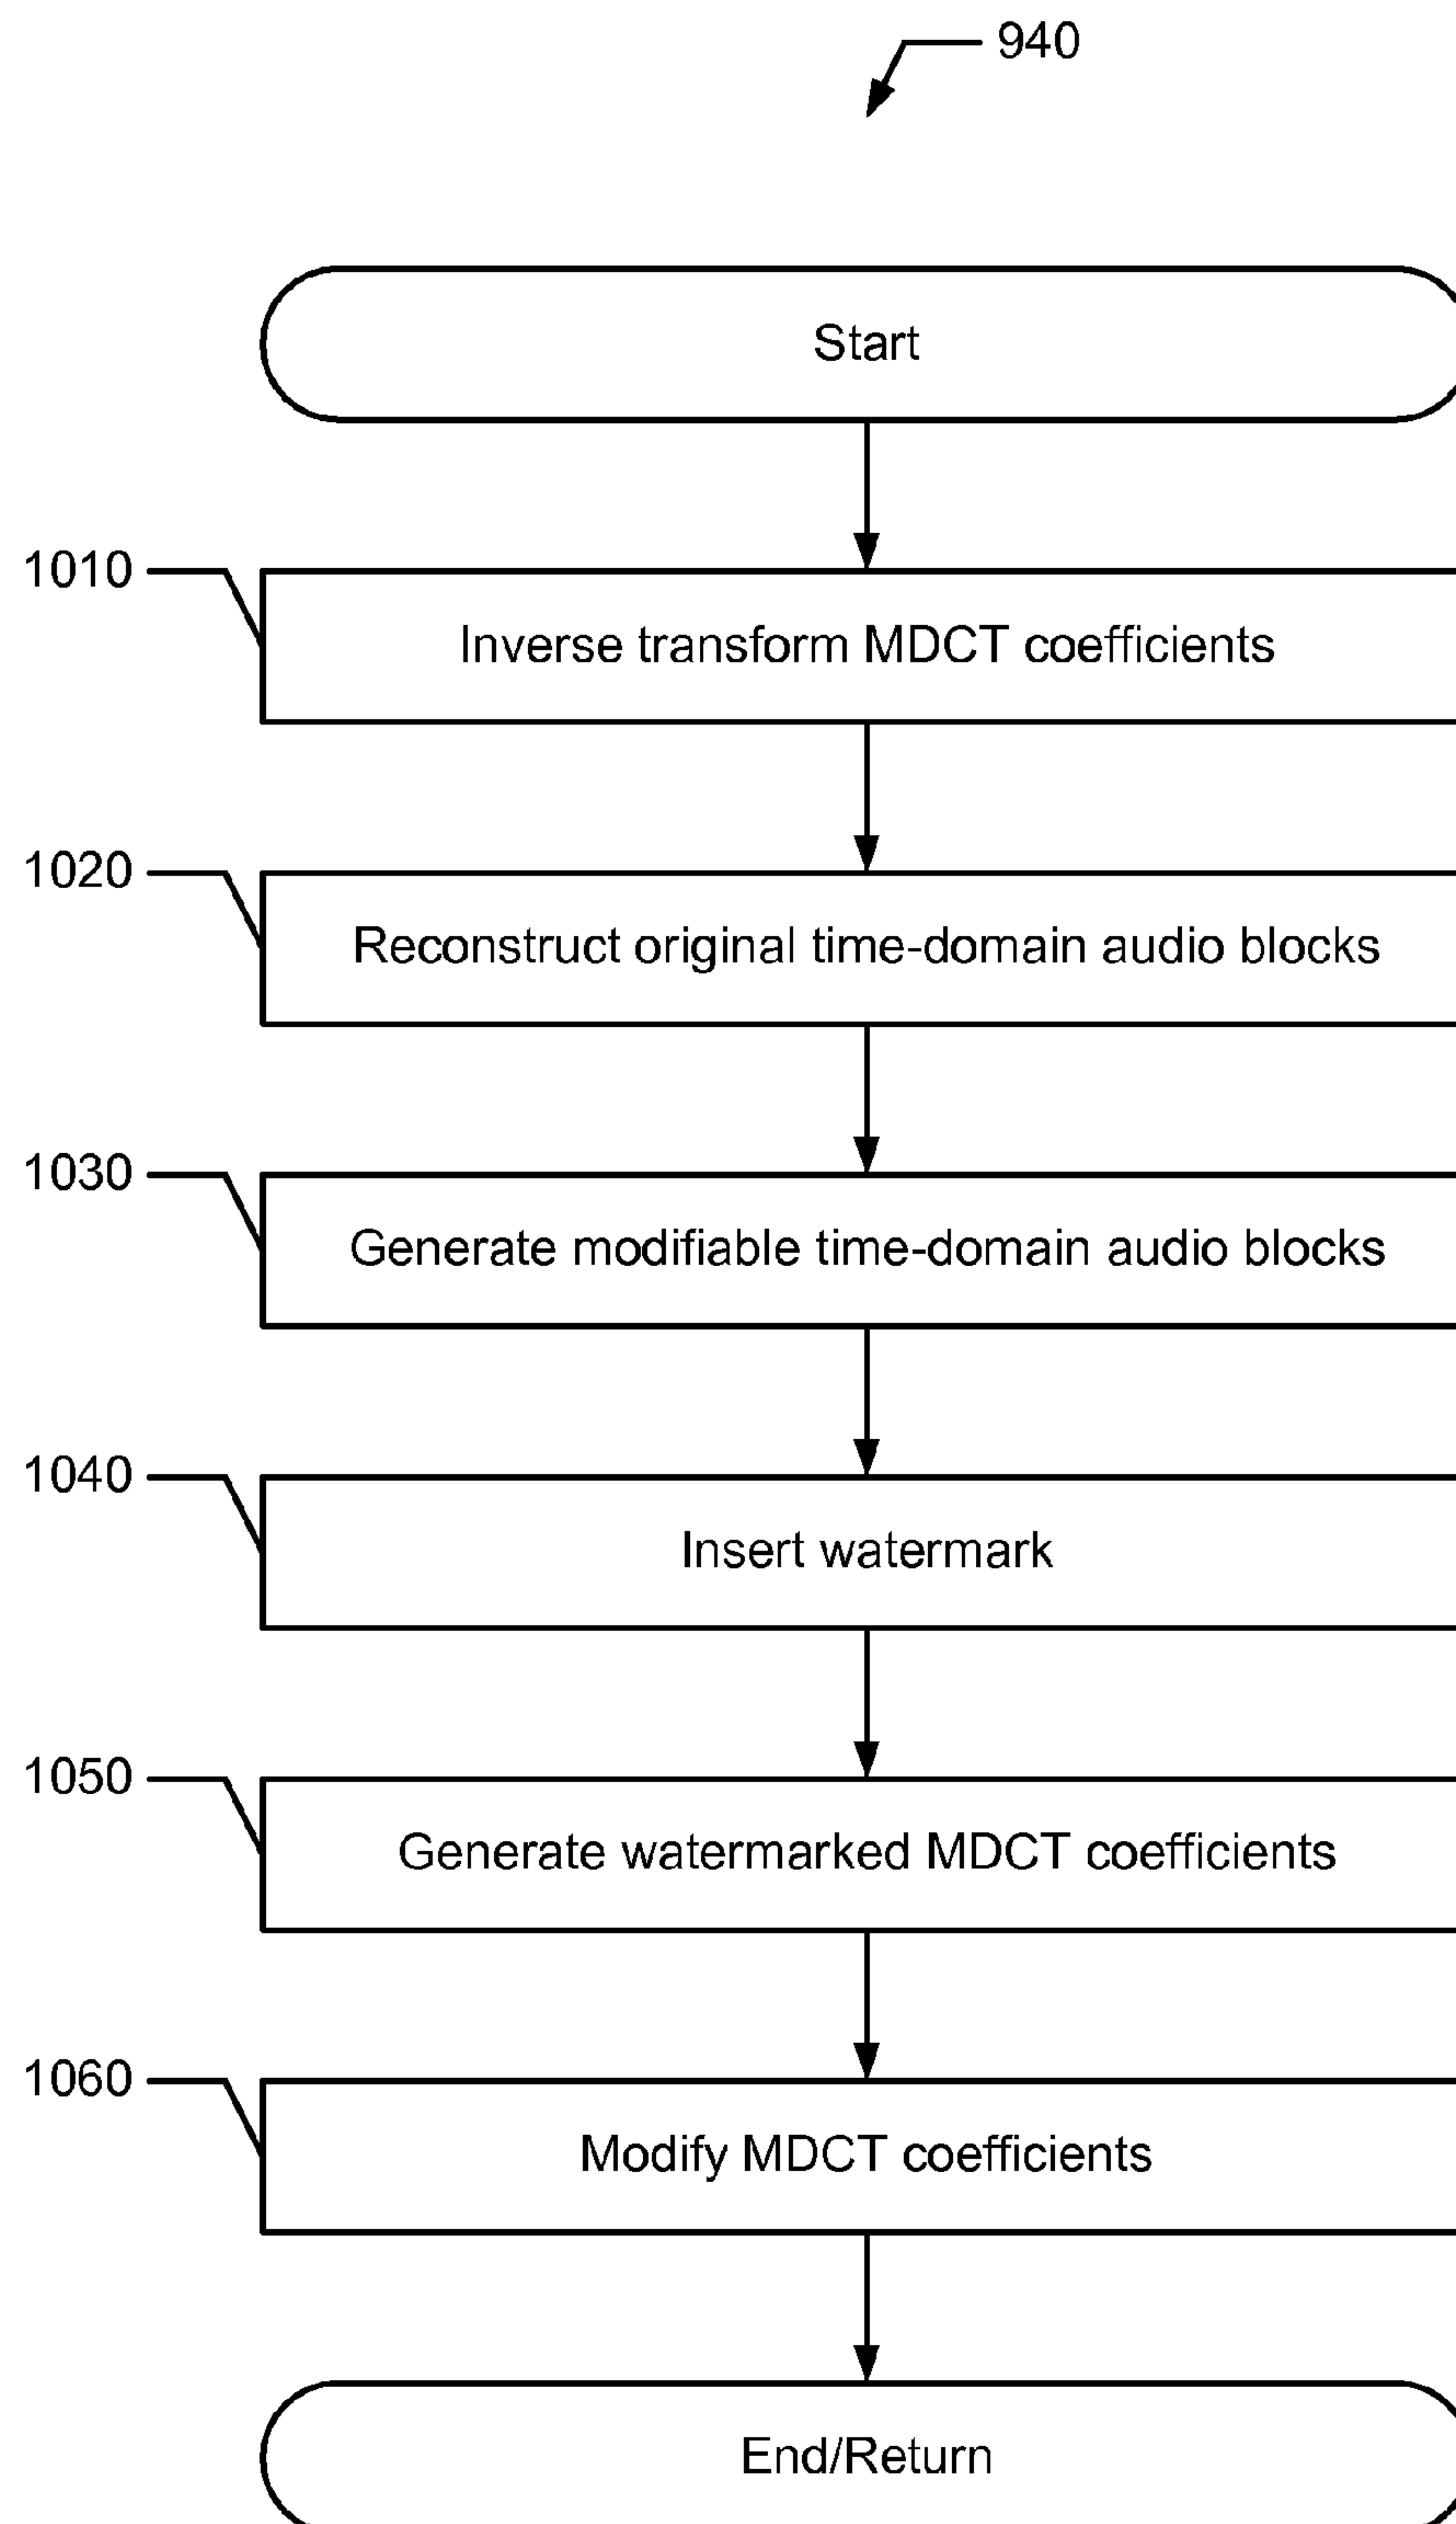 940
Start
1010
Inverse transform MDCT coefficients
1020
Reconstruct original time-domain audio blocks
1030
Generate modifiable time-domain audio blocks
1040
Insert watermark
1050
Generate watermarked MDCT coefficients
1060
Modify MDCT coefficients
End/Return